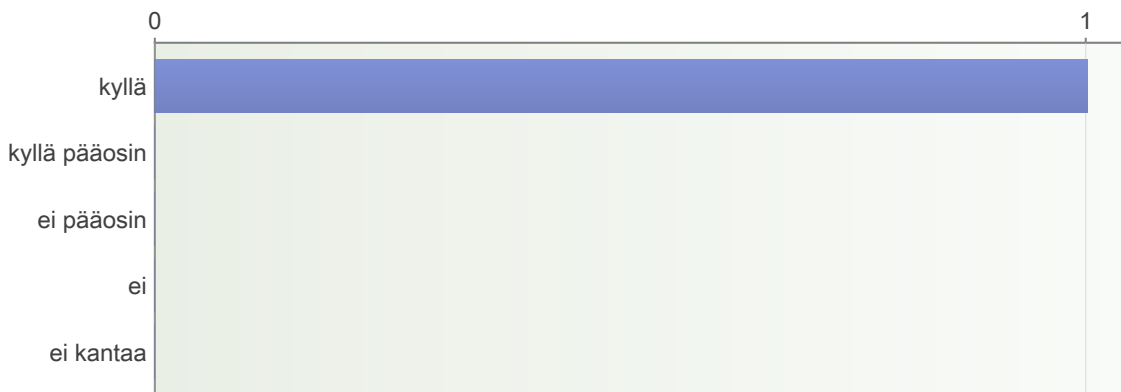 0 1
kyllä
kyllä pääosin
ei pääosin
ei
ei kantaa